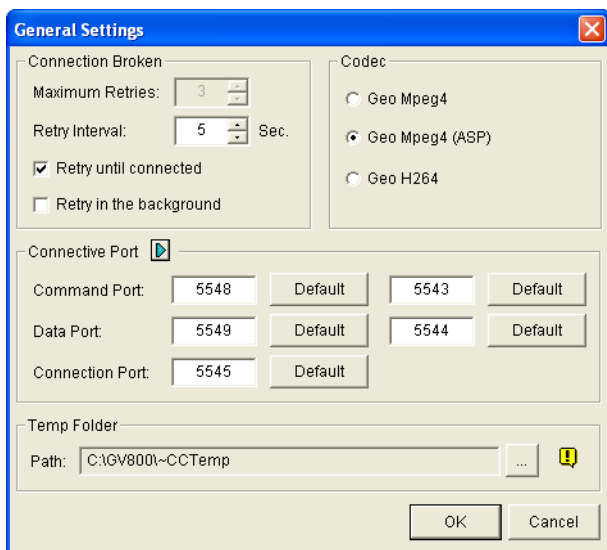 General Settings
Connection Broken
Maximum Retries: 3
Retry Interval: 5 Sec.
Retry until connected
Retry in the background
Codec
Geo Mpeg4
Geo Mpeg4 (ASP)
Geo H264
Connective Port
Command Port: 5548 Default 5543 Default
Data Port: 5549 Default 5544 Default
Connection Port: 5545 Default
Temp Folder
Path: C:\GV800\~CCTemp ...
OK Cancel